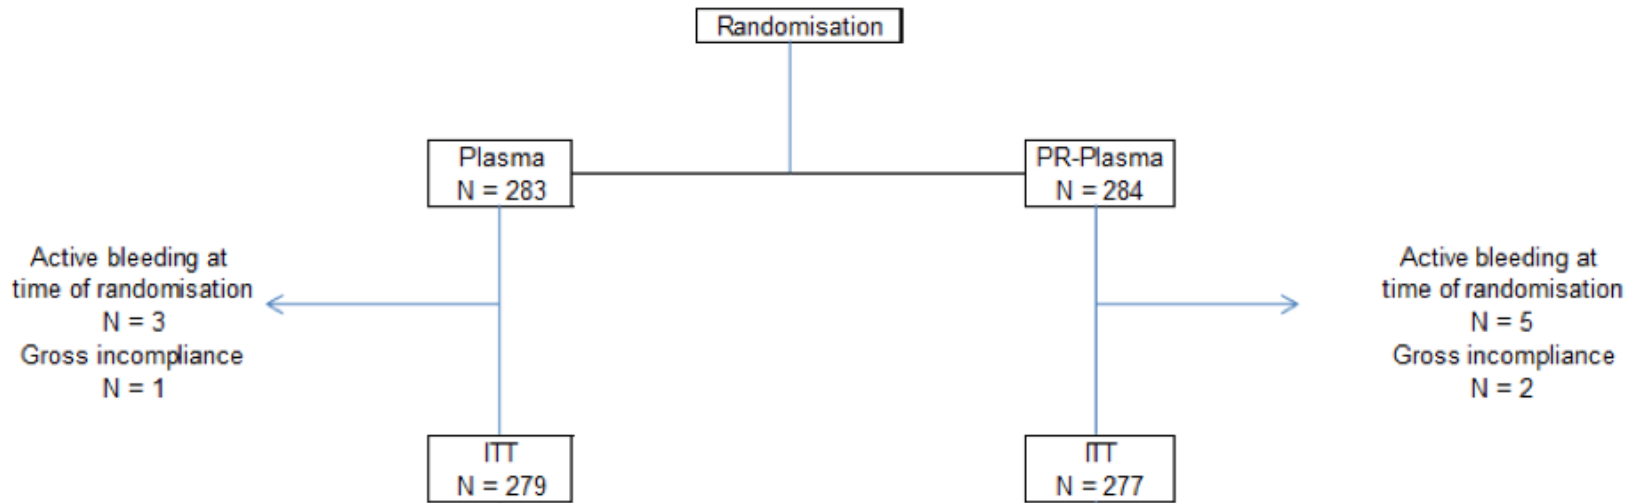 Randomisation
Plasma
N = 283
PR-Plasma
N = 284
Active bleeding at
time of randomisation
N = 3
Gross incompliance
N = 1
Active bleeding at
time of randomisation
N = 5
Gross incompliance
N = 2
ITT
N = 279
ITT
N = 277